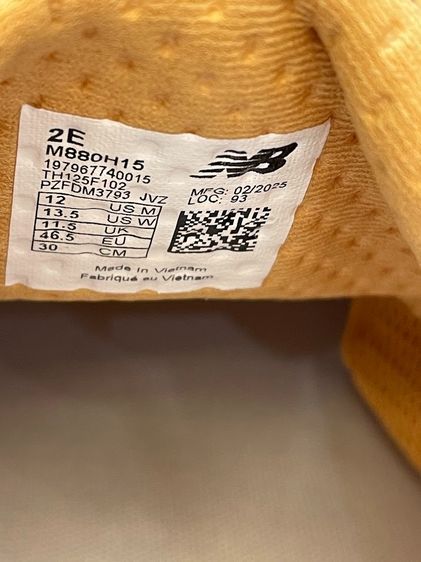 2E
M880H15
197967740015
TH125F102
PZFDM3793 JVZ
12 US M
13.5 US W
11.5 UK
46.5 EU
30 CM
NB
MFG: 02/2025
LOC: 93
Made In Vietnam
Fabriqué au Vietnam